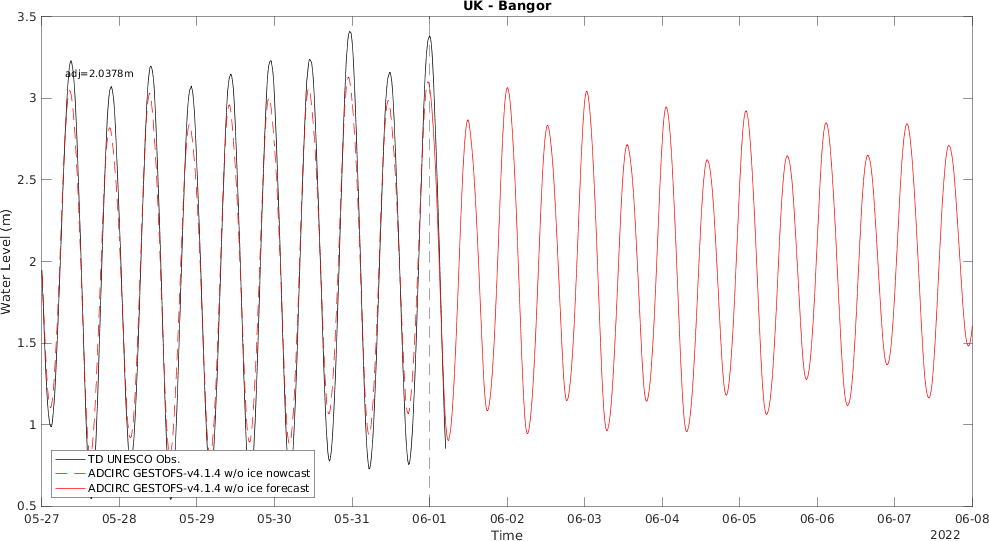 UK - Bangor
3.5
adj=2.0378m
3
2.5
2
1.5
1
0.5
Water Level (m)
TD UNESCO Obs.
ADCIRC GESTOFS-v4.1.4 w/o ice nowcast
ADCIRC GESTOFS-v4.1.4 w/o ice forecast
05-27 05-28 05-29 05-30 05-31 06-01 06-02 06-03 06-04 06-05 06-06 06-07 06-08
Time
2022